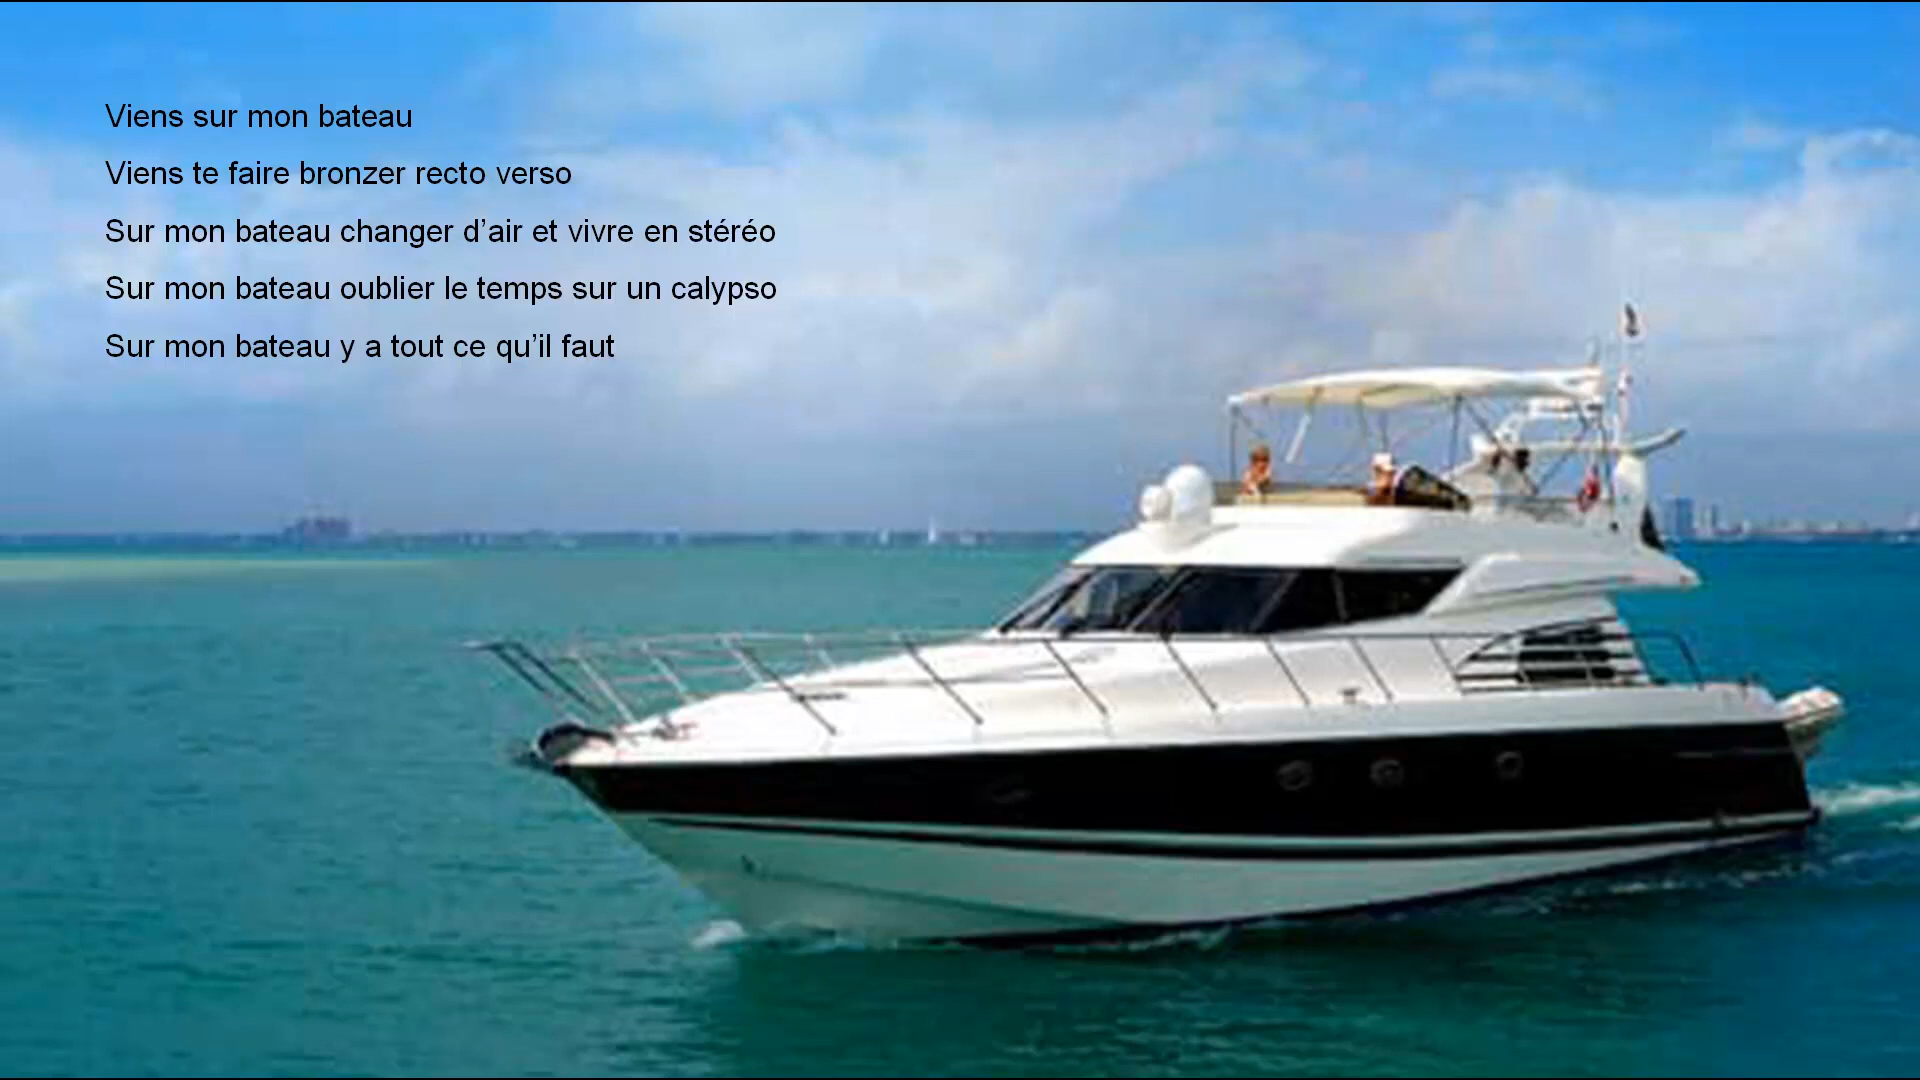 Viens sur mon bateau
Viens te faire bronzer recto verso
Sur mon bateau changer d’air et vivre en stéréo
Sur mon bateau oublier le temps sur un calypso
Sur mon bateau y a tout ce qu’il faut